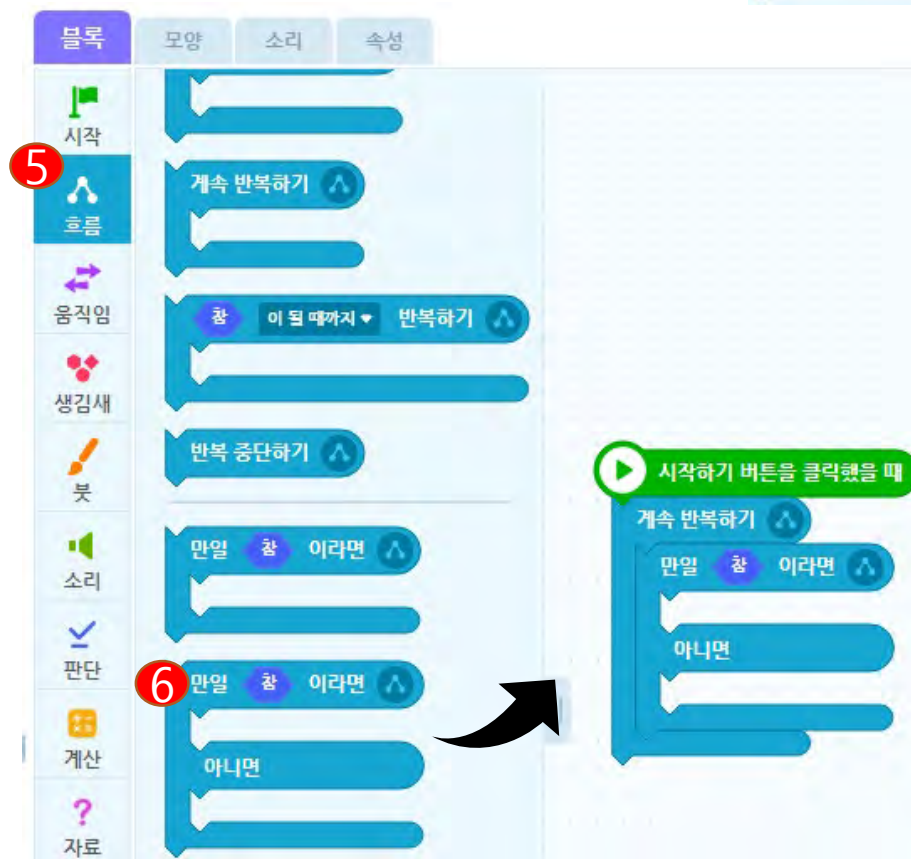 블록
모양
소리
속성
시작
5
흐름
움직임
생김새
붓
소리
판단
계산
? 자료
계속 반복하기
참 이 될 때까지 ▼ 반복하기
반복 중단하기
만일 참 이라면
6 만일 참 이라면
아니면
시작하기 버튼을 클릭했을 때
계속 반복하기
만일 참 이라면
아니면